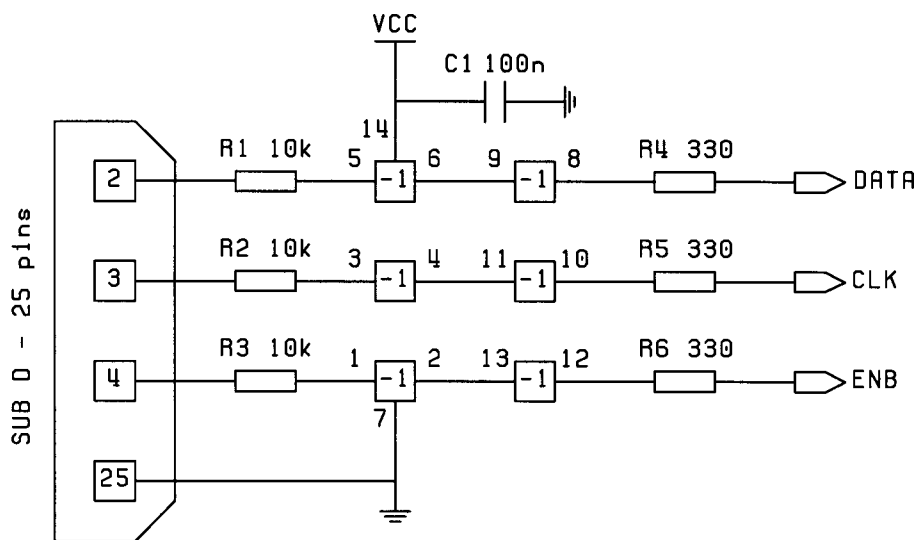 VCC
C1 100n
14
R1 10k
5
6
9
8
R4 330
2
-1
-1
DATA
R2 10k
3
4
11
10
R5 330
3
-1
-1
CLK
R3 10k
1
2
13
12
R6 330
4
-1
-1
ENB
7
25
SUB D - 25 pins